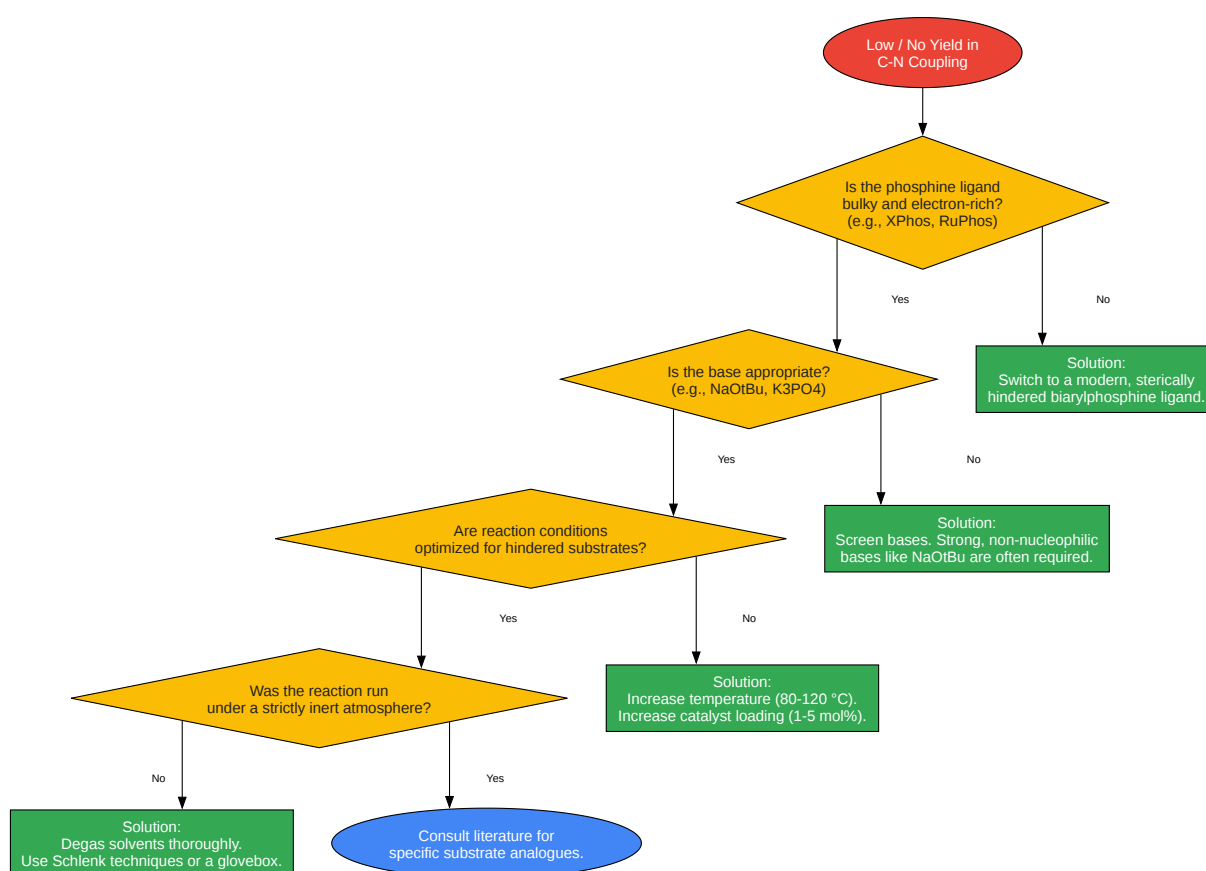 Low / No Yield in
C-N Coupling
Is the phosphine ligand
bulky and electron-rich?
(e.g., XPhos, RuPhos)
Yes
No
Is the base appropriate?
(e.g., NaOtBu, K3PO4)
Solution:
Switch to a modern, sterically
hindered biarylphosphine ligand.
Yes
No
Are reaction conditions
optimized for hindered substrates?
Solution:
Screen bases. Strong, non-nucleophilic
bases like NaOtBu are often required.
Yes
No
Was the reaction run
under a strictly inert atmosphere?
Solution:
Increase temperature (80-120 °C).
Increase catalyst loading (1-5 mol%).
No
Yes
Solution:
Degas solvents thoroughly.
Use Schlenk techniques or a glovebox.
Consult literature for
specific substrate analogues.